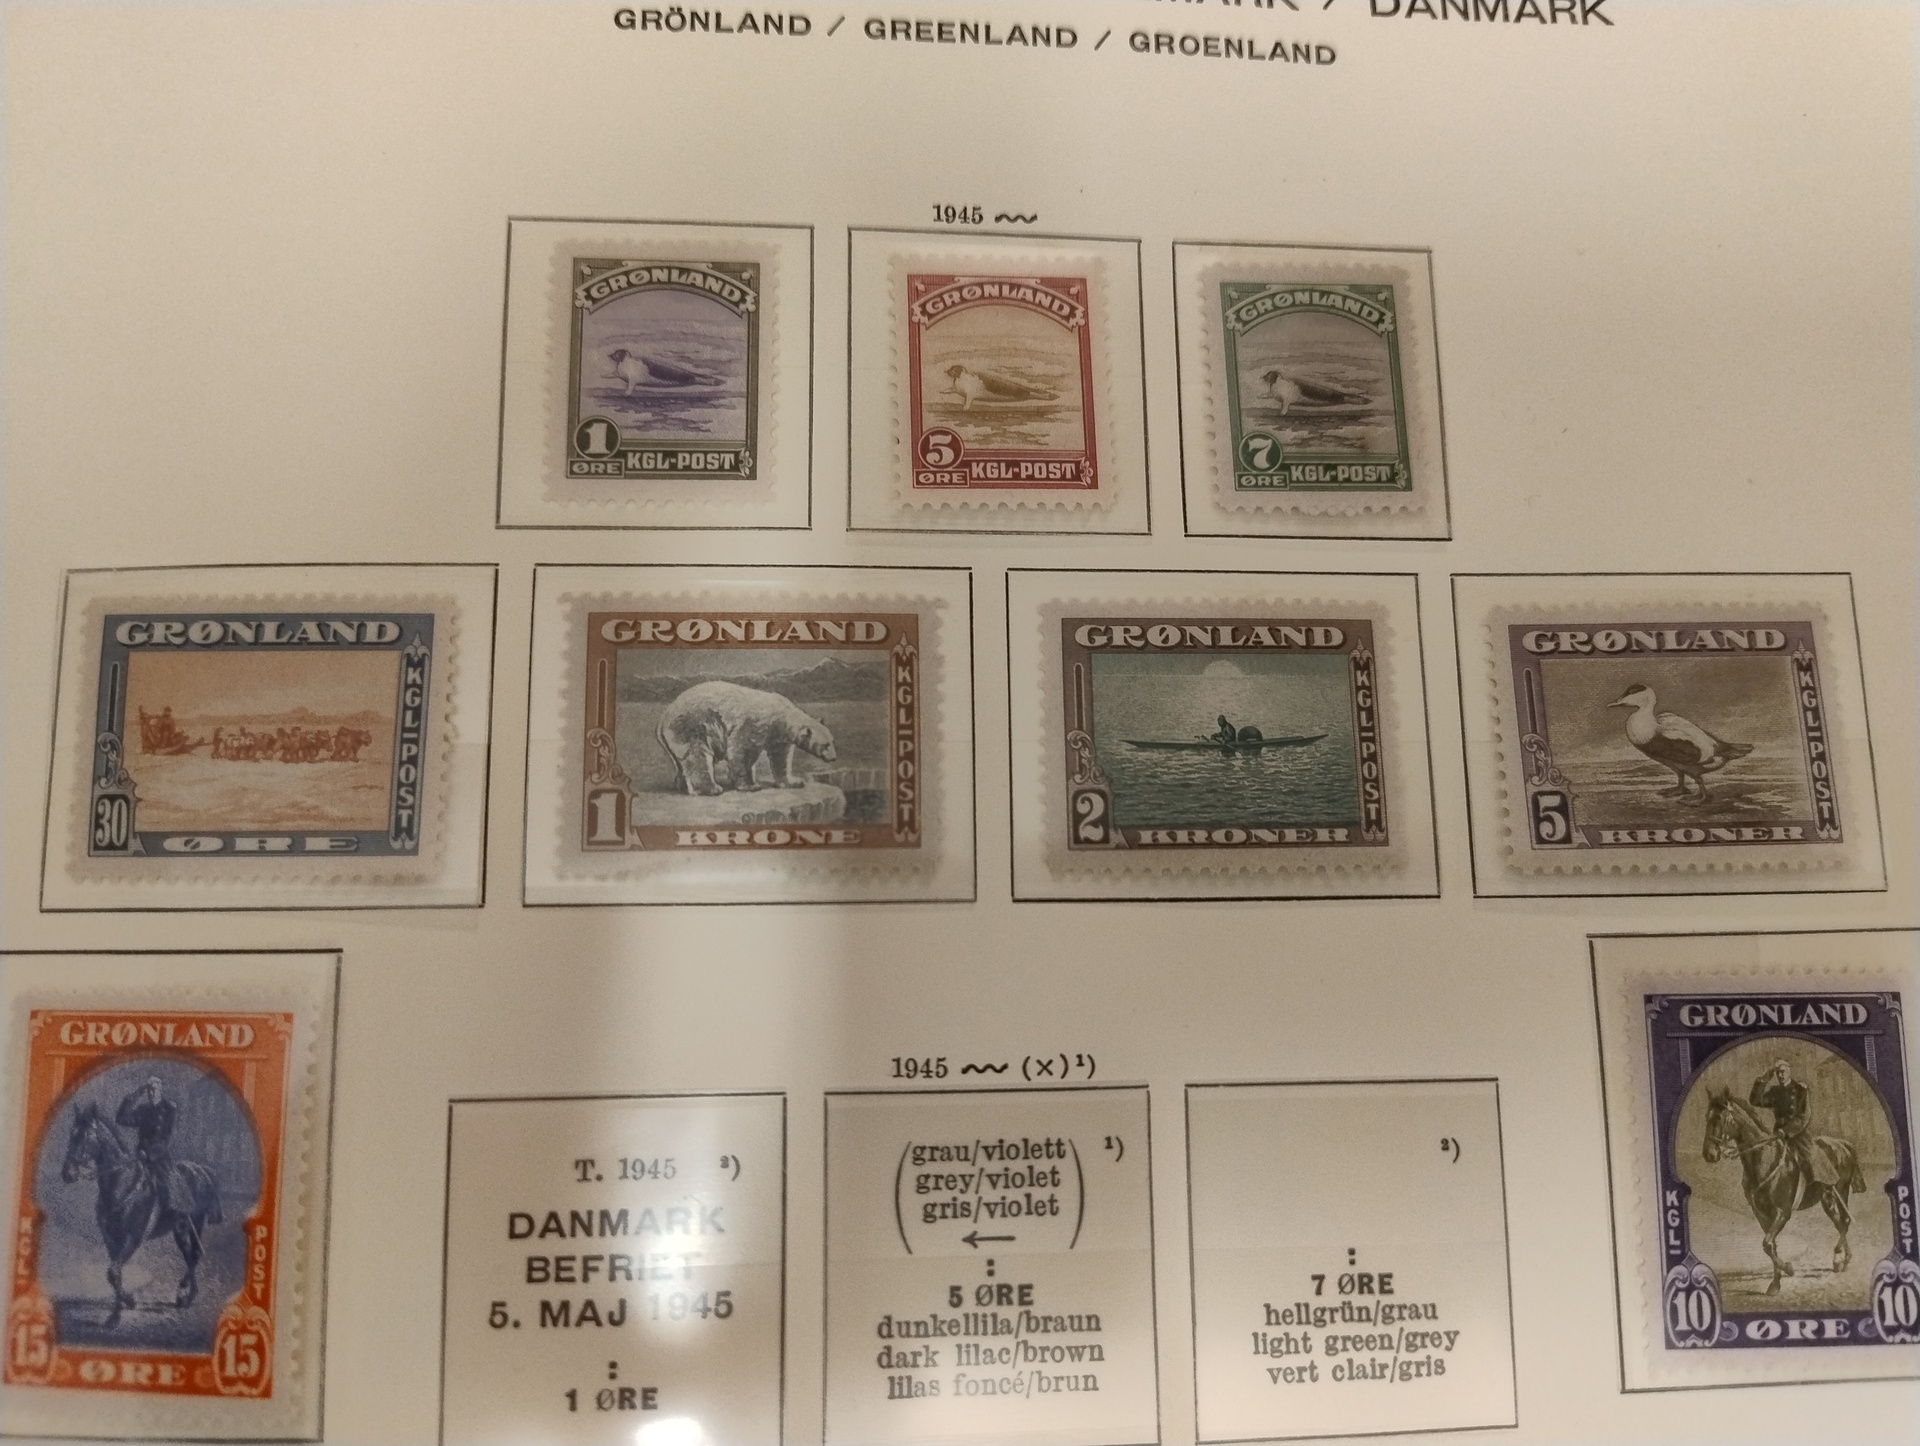 DANMARK
GRÖNLAND / GREENLAND / GROENLAND
1945
GRØNLAND
1
ØRE KGL-POST
GRØNLAND
5
ØRE KGL-POST
GRØNLAND
7
ØRE KGL-POST
GRØNLAND
KGL-POST
30
ØRE
GRØNLAND
KGL-POST
1
KRONE
GRØNLAND
KGL-POST
2
KRONER
GRØNLAND
KGL-POST
5
KRONER
GRØNLAND
KGL- POST
15 15
ØRE
1945 (×)¹)
T. 1945 ²)
DANMARK
BEFRIET
5. MAJ 1945
:
1 ØRE
(grau/violett) ¹)
grey/violet
gris/violet
←
:
5 ØRE
dunkellila/braun
dark lilac/brown
lilas foncé/brun
²)
:
7 ØRE
hellgrün/grau
light green/grey
vert clair/gris
GRØNLAND
KGL- POST
10 10
ØRE